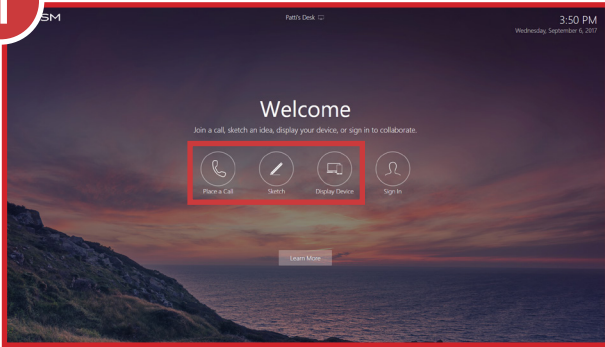 SM
Patti's Desk
3:50 PM
Wednesday, September 6, 2017
Welcome
Join a call, sketch an idea, display your device, or sign in to collaborate.
Place a Call
Sketch
Display Device
Sign In
Learn More